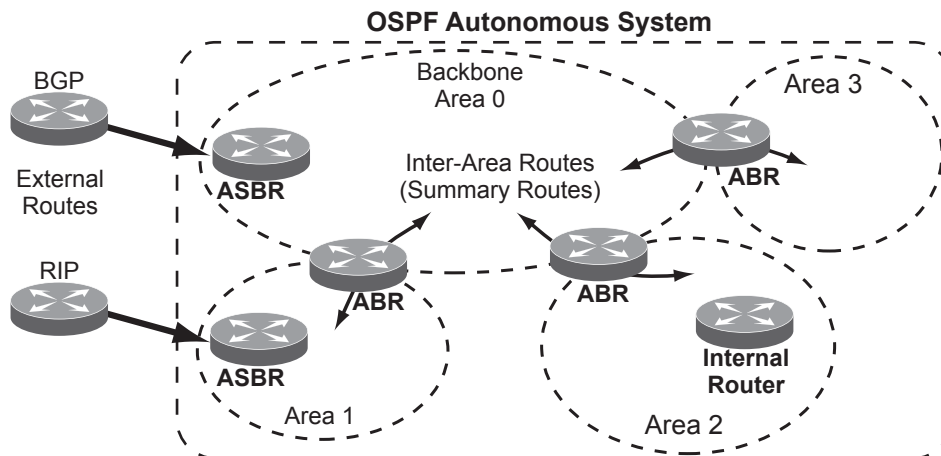 OSPF Autonomous System
BGP
Backbone
Area 0
Area 3
External
Routes
ASBR
Inter-Area Routes
(Summary Routes)
ABR
RIP
ABR
ABR
ASBR
Internal
Router
Area 1
Area 2